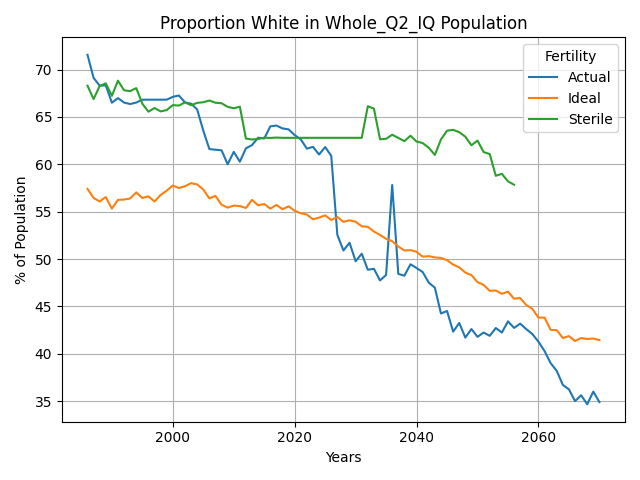 Proportion White in Whole_Q2_IQ Population
Fertility
Actual
Ideal
Sterile
% of Population
70
65
60
55
50
45
40
35
2000
2020
2040
2060
Years